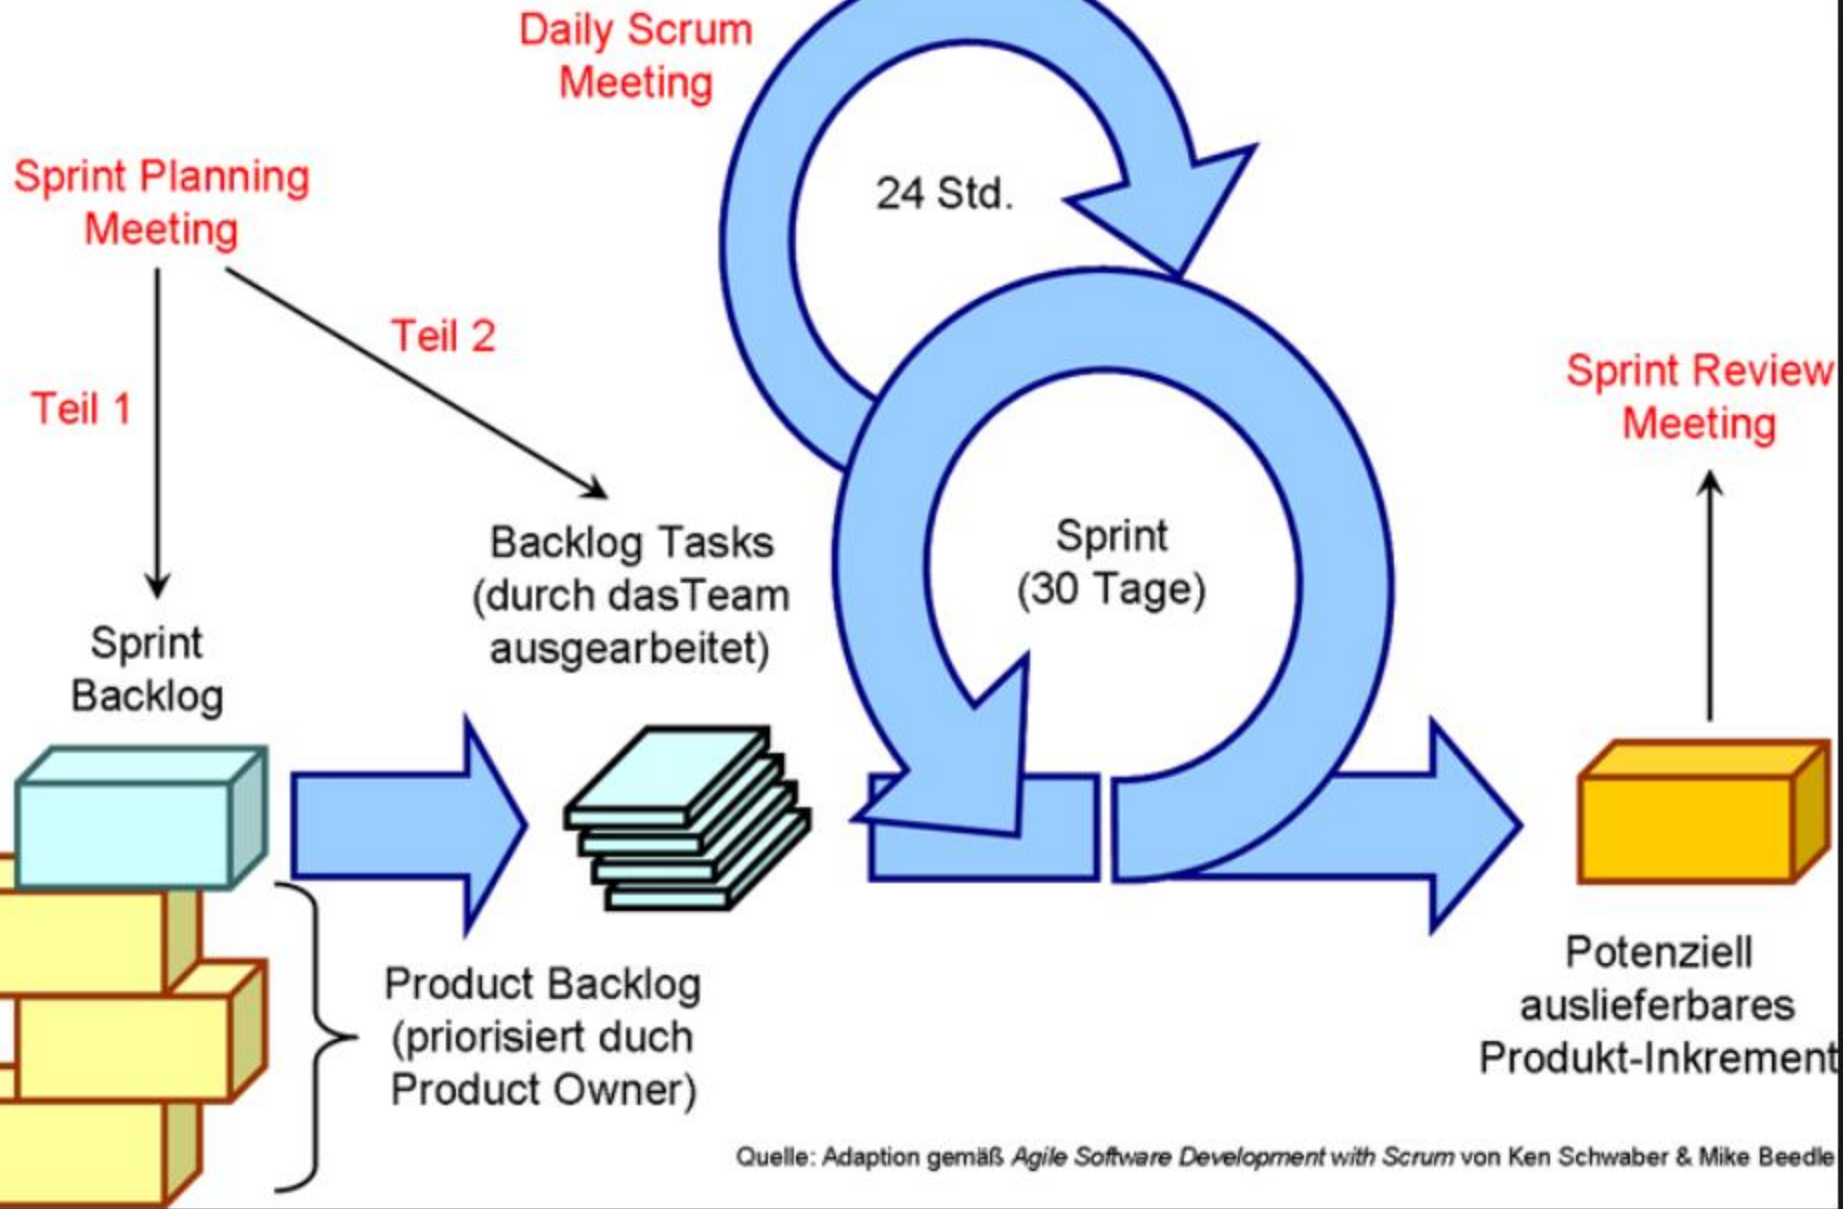 Daily Scrum
Meeting
24 Std.
Sprint Planning
Meeting
Teil 1
Teil 2
Sprint
Backlog
Backlog Tasks
(durch dasTeam
ausgearbeitet)
Sprint
(30 Tage)
Sprint Review
Meeting
Product Backlog
(priorisiert duch
Product Owner)
Potenziell
auslieferbares
Produkt-Inkrement
Quelle: Adaption gemäß Agile Software Development with Scrum von Ken Schwaber & Mike Beedle